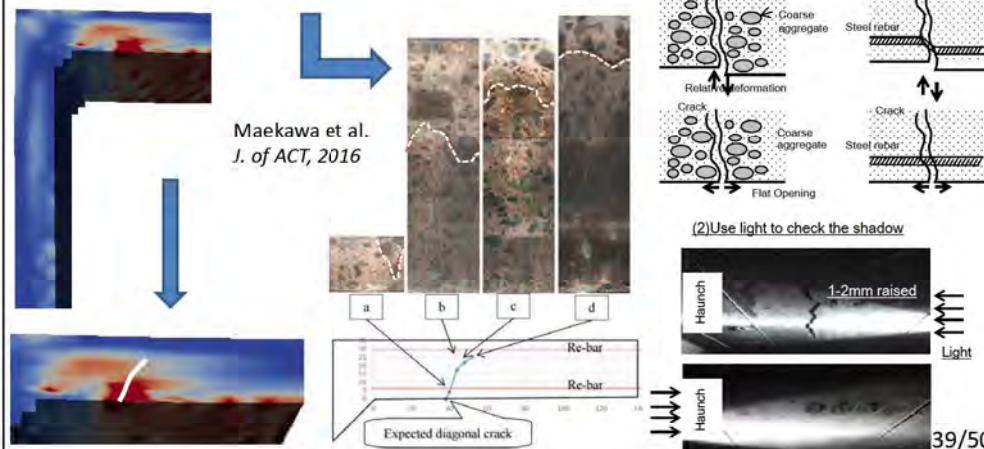 Maekawa et al.
J. of ACT, 2016
a
b
c
d
Re-bar
Re-bar
0
Expected diagonal crack
Coarse
aggregate
Steel rebar
Relative deformation
Crack
Crack
Coarse
aggregate
Steel rebar
Flat Opening
(2)Use light to check the shadow
Haunch
1-2mm raised
Light
Haunch
39/50